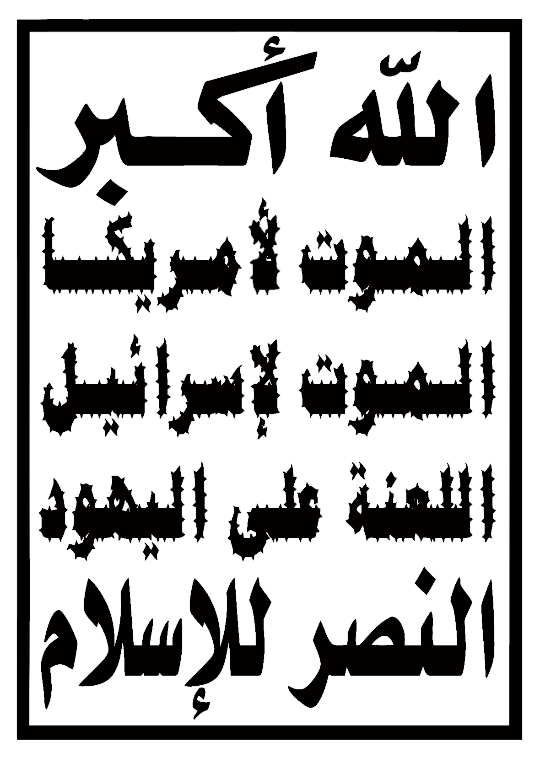 الله أكبر
الموت لأمريكا
الموت لإسرائيل
اللعنة على اليهود
النصر للإسلام